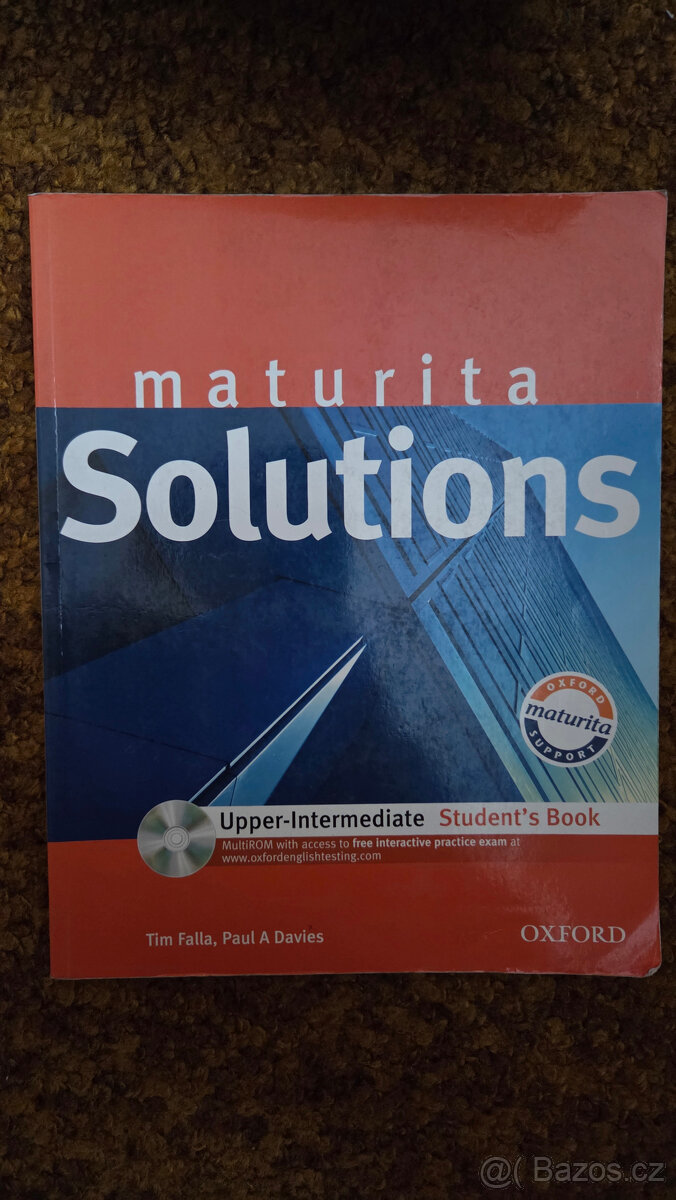 maturita
Solutions
OXFORD
maturita
SUPPORT
Upper-Intermediate Student's Book
MultiROM with access to free interactive practice exam at
www.oxfordenglishtesting.com
Tim Falla, Paul A Davies
OXFORD
@( Bazos.cz